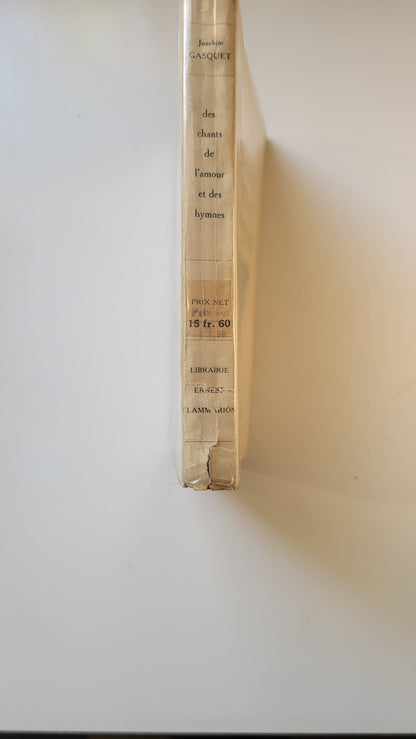 Joachim
GASQUET
des
chants
de
l'amour
et des
hymnes
PRIX NET
15 fr. 60
LIBRAIRIE
ERNEST
FLAMMARION